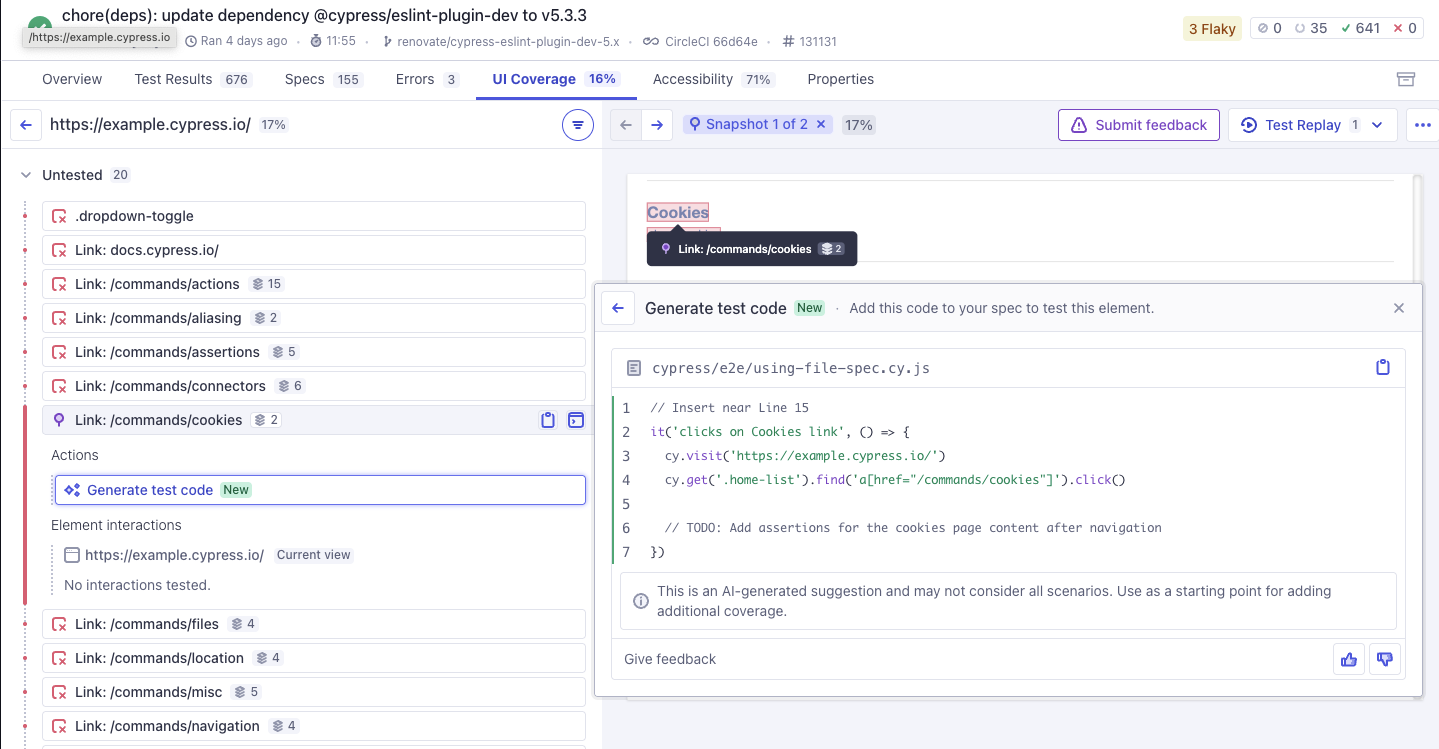 chore(deps): update dependency @cypress/eslint-plugin-dev to v5.3.3
/https://example.cypress.io
Ran 4 days ago · 11:55 · renovate/cypress-eslint-plugin-dev-5.x · CircleCI 66d64e · # 131131
3 Flaky 0 35 641 0
Overview Test Results 676 Specs 155 Errors 3 UI Coverage 16% Accessibility 71% Properties
https://example.cypress.io/ 17%
Snapshot 1 of 2 × 17% Submit feedback Test Replay 1
Untested 20
.dropdown-toggle
Link: docs.cypress.io/
Link: /commands/actions 15
Link: /commands/aliasing 2
Link: /commands/assertions 5
Link: /commands/connectors 6
Link: /commands/cookies 2
Actions
Generate test code New
Element interactions
https://example.cypress.io/ Current view
No interactions tested.
Link: /commands/files 4
Link: /commands/location 4
Link: /commands/misc 5
Link: /commands/navigation 4
Cookies
Link: /commands/cookies 2
Generate test code New · Add this code to your spec to test this element.
cypress/e2e/using-file-spec.cy.js
1 // Insert near Line 15
2 it('clicks on Cookies link', () => {
3 cy.visit('https://example.cypress.io/')
4 cy.get('.home-list').find('a[href="/commands/cookies"]').click()
5
6 // TODO: Add assertions for the cookies page content after navigation
7 })
This is an AI-generated suggestion and may not consider all scenarios. Use as a starting point for adding
additional coverage.
Give feedback